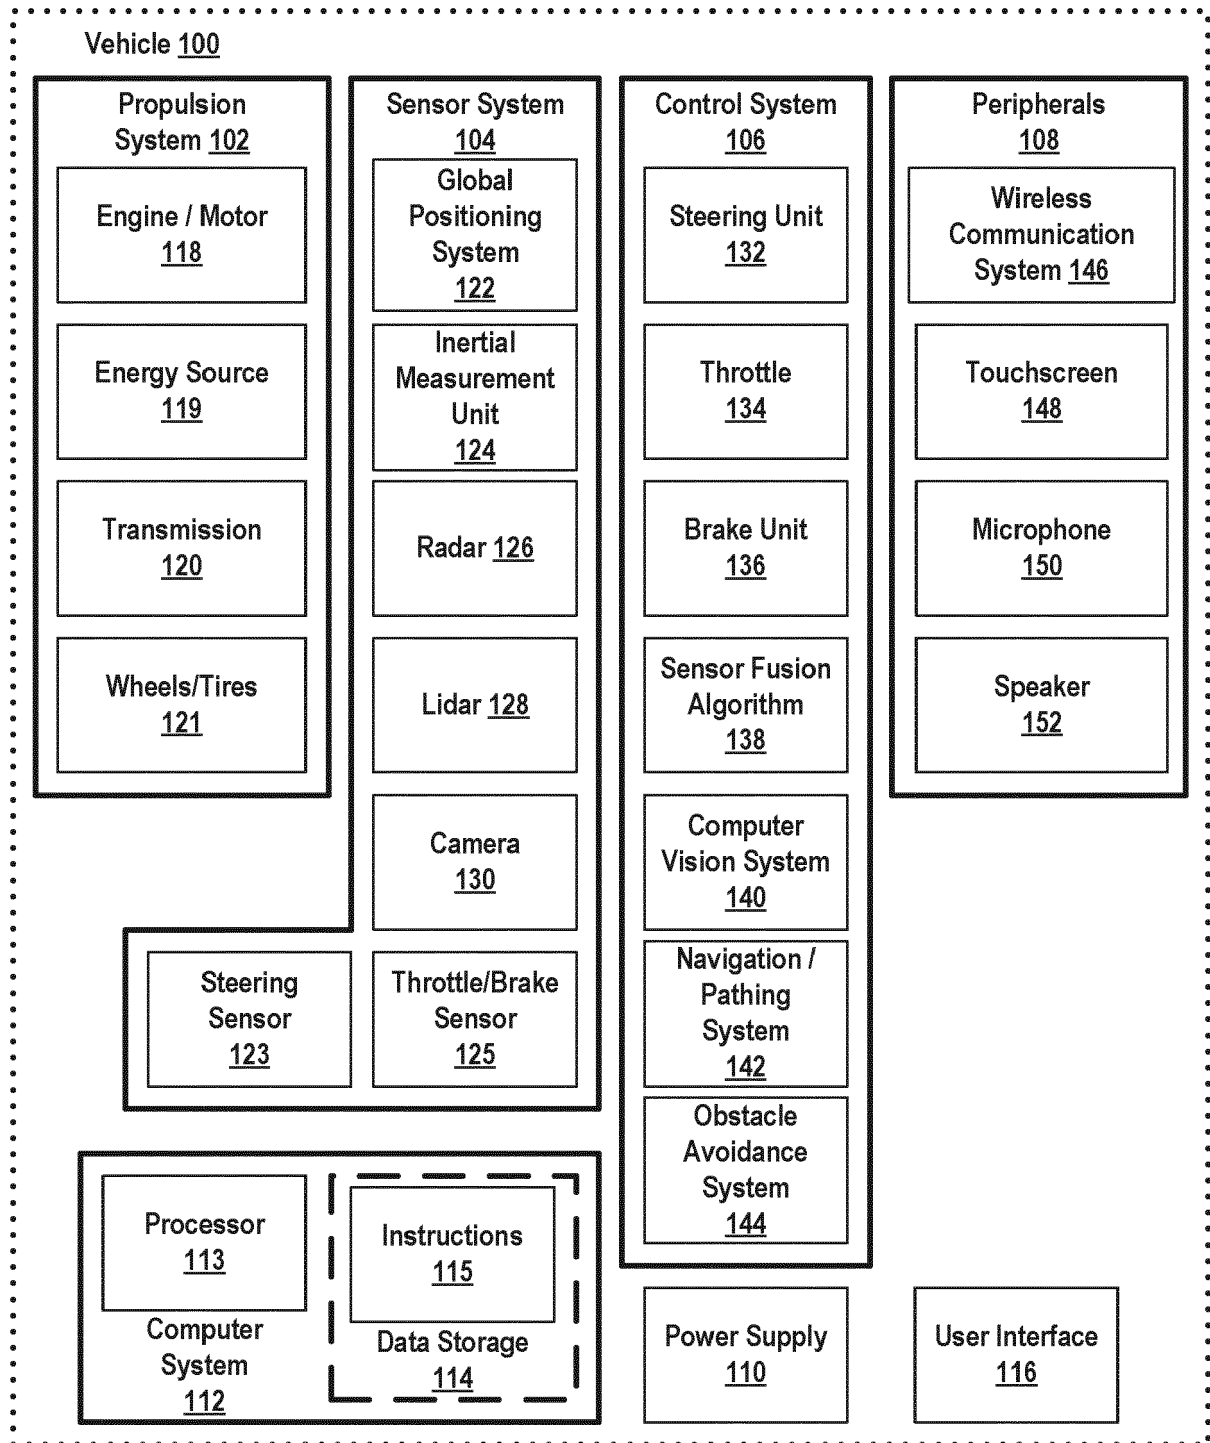 Vehicle 100
Propulsion
System 102
Engine / Motor
118
Energy Source
119
Transmission
120
Wheels/Tires
121
Sensor System
104
Global
Positioning
System
122
Inertial
Measurement
Unit
124
Radar 126
Lidar 128
Camera
130
Steering
Sensor
123
Throttle/Brake
Sensor
125
Control System
106
Steering Unit
132
Throttle
134
Brake Unit
136
Sensor Fusion
Algorithm
138
Computer
Vision System
140
Navigation /
Pathing
System
142
Obstacle
Avoidance
System
144
Peripherals
108
Wireless
Communication
System 146
Touchscreen
148
Microphone
150
Speaker
152
Processor
113
Computer
System
112
Instructions
115
Data Storage
114
Power Supply
110
User Interface
116